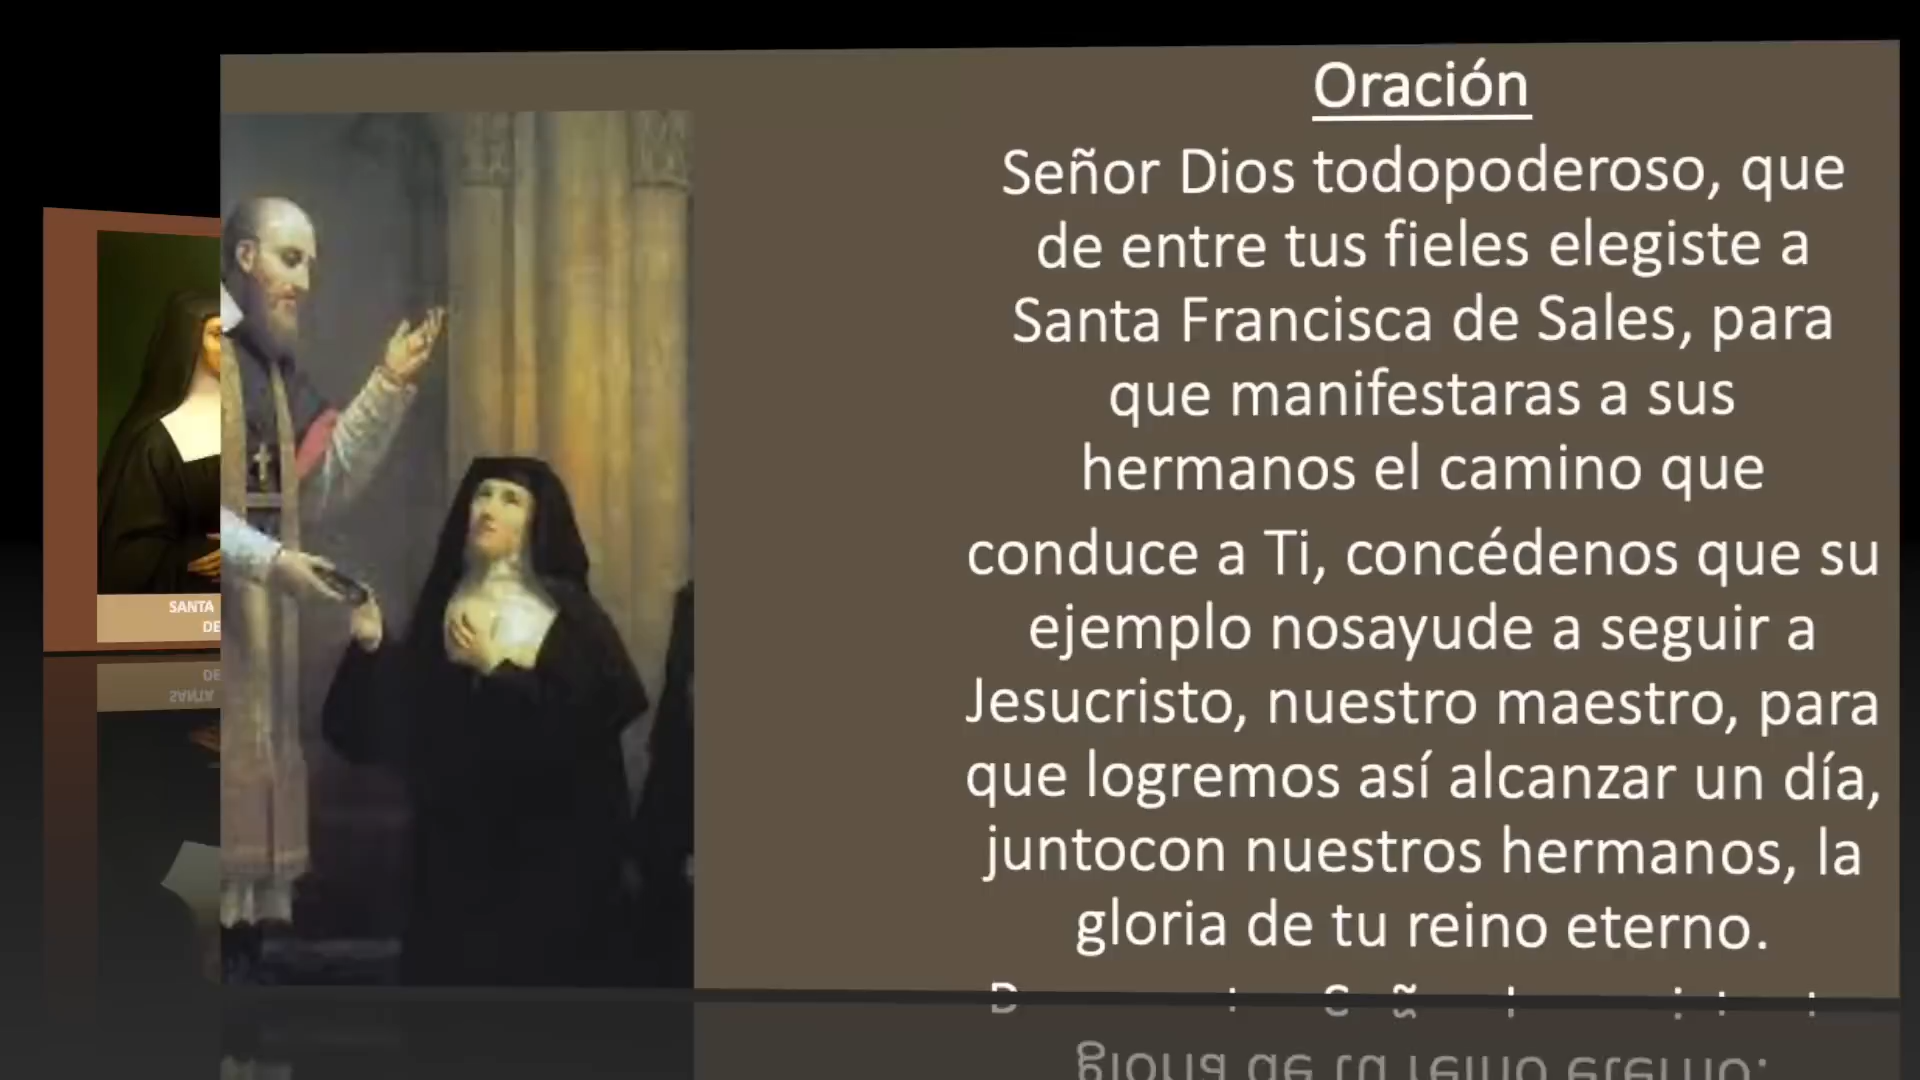 Oración
Señor Dios todopoderoso, que
de entre tus fieles elegiste a
Santa Francisca de Sales, para
que manifestaras a sus
hermanos el camino que
conduce a Ti, concédenos que su
ejemplo nosayude a seguir a
Jesucristo, nuestro maestro, para
que logremos así alcanzar un día,
juntocon nuestros hermanos, la
gloria de tu reino eterno.
SANTA
DE